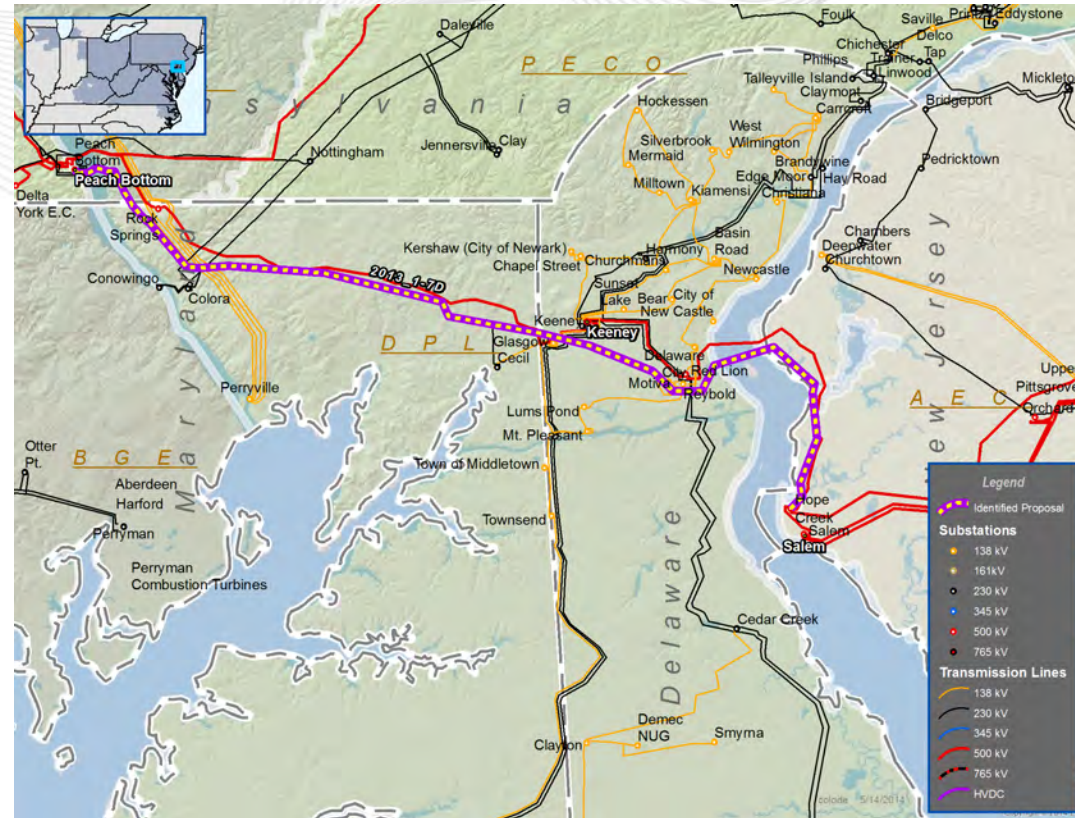 Daleville
Foulk
Saville
Printz
Eddystone
Delco
Tap
Chichester
Trainer
Linwood
Phillips
Talleyville
Island
Claymont
Carrcroft
Mickleton
Bridgeport
P E C O
n s y l v a n i a
Hockessen
Clay
Jennersville
Nottingham
Silverbrook
West
Wilmington
Mermaid
Brandywine
Edge Moor
Hay Road
Pedricktown
Milltown
Kiamensi
Christiana
Peach
Bottom
Peach Bottom
Delta
York E.C.
Rock
Springs
Basin
Road
Harmony
Kershaw (City of Newark)
Chapel Street
Churchmans
Chambers
Deepwater
Churchtown
Newcastle
Sunset
Lake
Bear
City of
New Castle
Conowingo
Colora
2013_1-7D
Keeney
Keeney
Glasgow
Cecil
D P L
Delaware
City
Red Lion
Motiva
Reybold
Upper
Pittsgrove
Orchard
A E C
New Jersey
Maryland
Perryville
Lums Pond
Mt. Pleasant
Town of Middletown
Townsend
Otter
Pt.
B G E
Aberdeen
Harford
Perryman
Perryman
Combustion Turbines
Hope
Creek
Salem
Salem
Delaware
Cedar Creek
Demec
NUG
Smyrna
Clayton
Legend
Identified Proposal
Substations
138 kV
161kV
230 kV
345 kV
500 kV
765 kV
Transmission Lines
138 kV
230 kV
345 kV
500 kV
765 kV
HVDC
5/14/2014